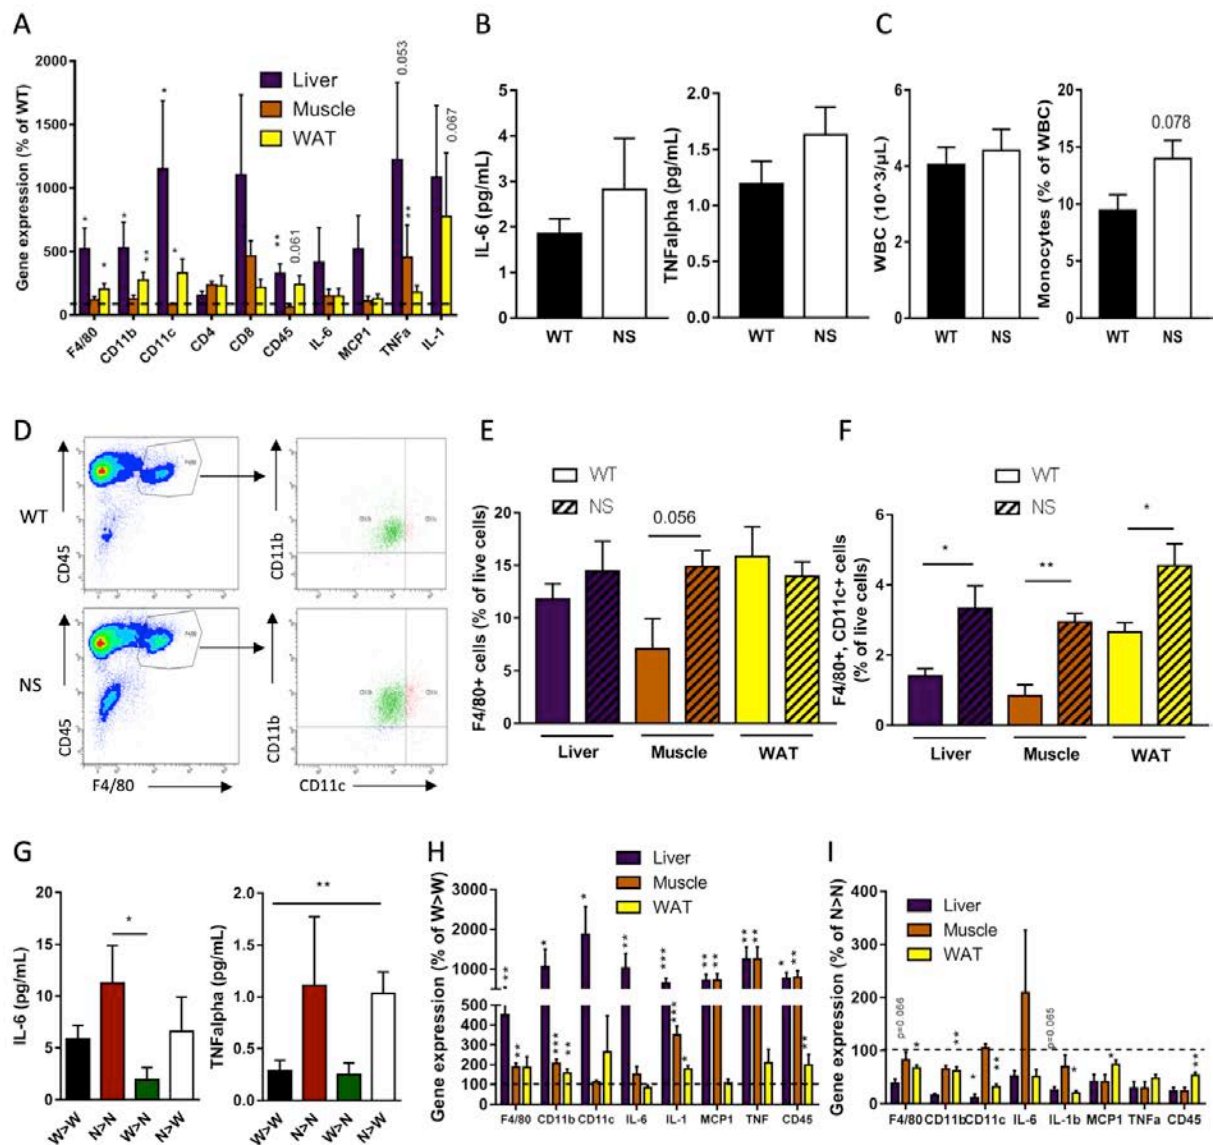 A
Gene expression (% of WT)
2000
1500
1000
500
0
Liver
Muscle
WAT
*
*
*
**
*
*
**
0.061
0.053
**
0.067
F4/80
CD11b
CD11c
CD4
CD8
CD45
IL-6
MCP1
TNFa
IL-1
B
IL-6 (pg/mL)
5
4
3
2
1
0
WT
NS
TNFalpha (pg/mL)
2.0
1.5
1.0
0.5
0.0
WT
NS
C
WBC (10^3/µL)
6
4
2
0
WT
NS
Monocytes (% of WBC)
20
15
10
5
0
0.078
WT
NS
D
WT
CD45
CD11b
NS
CD45
CD11b
F4/80
CD11c
E
WT
NS
F4/80+ cells (% of live cells)
20
15
10
5
0
0.056
Liver
Muscle
WAT
F
WT
NS
F4/80+, CD11c+ cells
(% of live cells)
6
4
2
0
*
**
*
Liver
Muscle
WAT
G
IL-6 (pg/mL)
20
15
10
5
0
*
W>W
N>N
W>N
N>W
TNFalpha (pg/mL)
2.0
1.5
1.0
0.5
0.0
**
W>W
N>N
W>N
N>W
H
Liver
Muscle
WAT
Gene expression (% of W>W)
3000
2000
1000
500
400
300
200
100
0
***
**
*
***
**
*
**
***
***
*
**
**
**
**
*
**
**
F4/80
CD11b
CD11c
IL-6
IL-1
MCP1
TNF
CD45
I
Liver
Muscle
WAT
Gene expression (% of N>N)
400
300
200
100
0
p=0.066
*
**
*
**
p=0.065
*
*
**
F4/80
CD11b
CD11c
IL-6
IL-1b
MCP1
TNFa
CD45